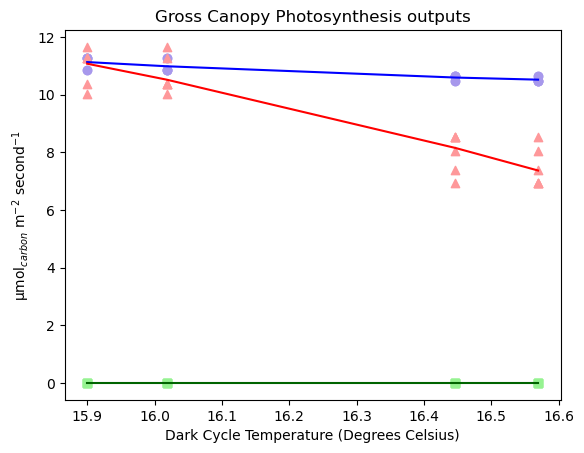 Gross Canopy Photosynthesis outputs
12
10
8
6
4
2
0
μmol$_{carbon}$ m$^{-2}$ second$^{-1}$
15.9 16.0 16.1 16.2 16.3 16.4 16.5 16.6
Dark Cycle Temperature (Degrees Celsius)